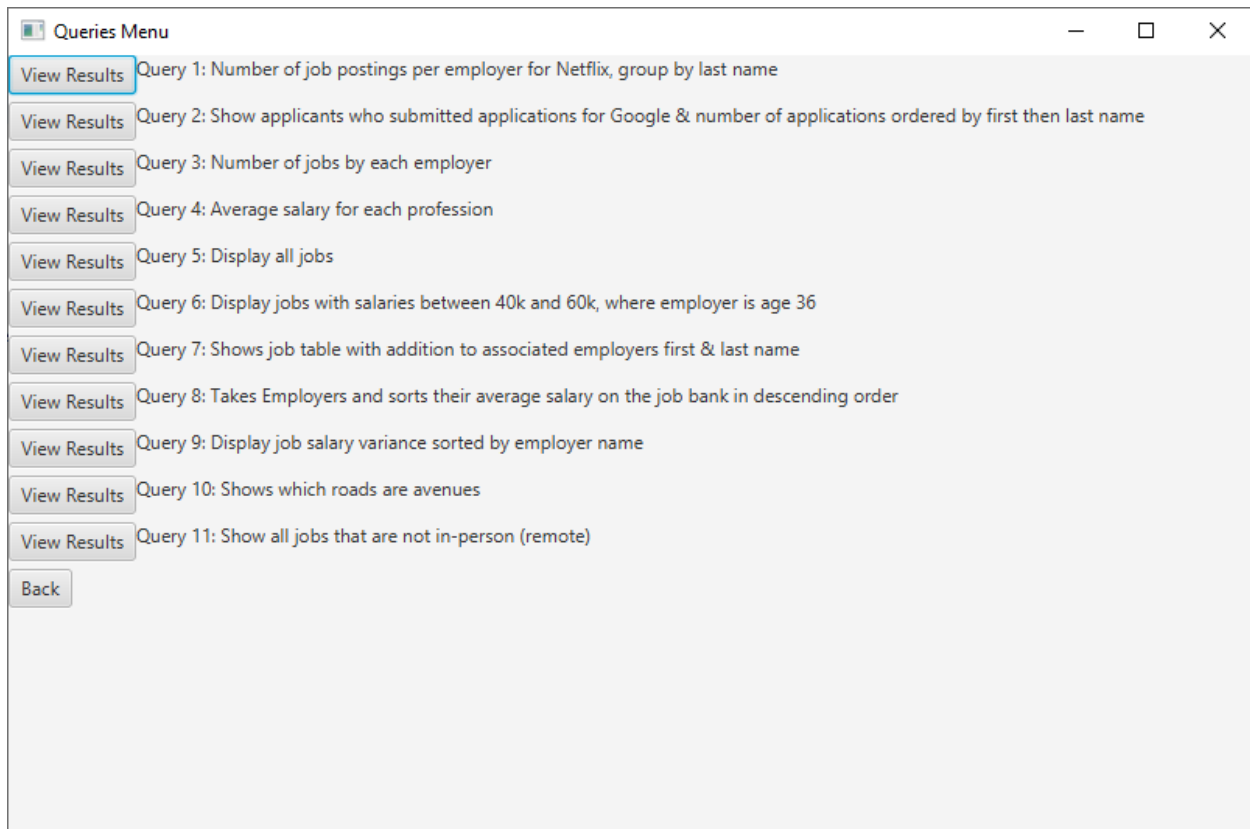 Queries Menu
View Results Query 1: Number of job postings per employer for Netflix, group by last name
View Results Query 2: Show applicants who submitted applications for Google & number of applications ordered by first then last name
View Results Query 3: Number of jobs by each employer
View Results Query 4: Average salary for each profession
View Results Query 5: Display all jobs
View Results Query 6: Display jobs with salaries between 40k and 60k, where employer is age 36
View Results Query 7: Shows job table with addition to associated employers first & last name
View Results Query 8: Takes Employers and sorts their average salary on the job bank in descending order
View Results Query 9: Display job salary variance sorted by employer name
View Results Query 10: Shows which roads are avenues
View Results Query 11: Show all jobs that are not in-person (remote)
Back